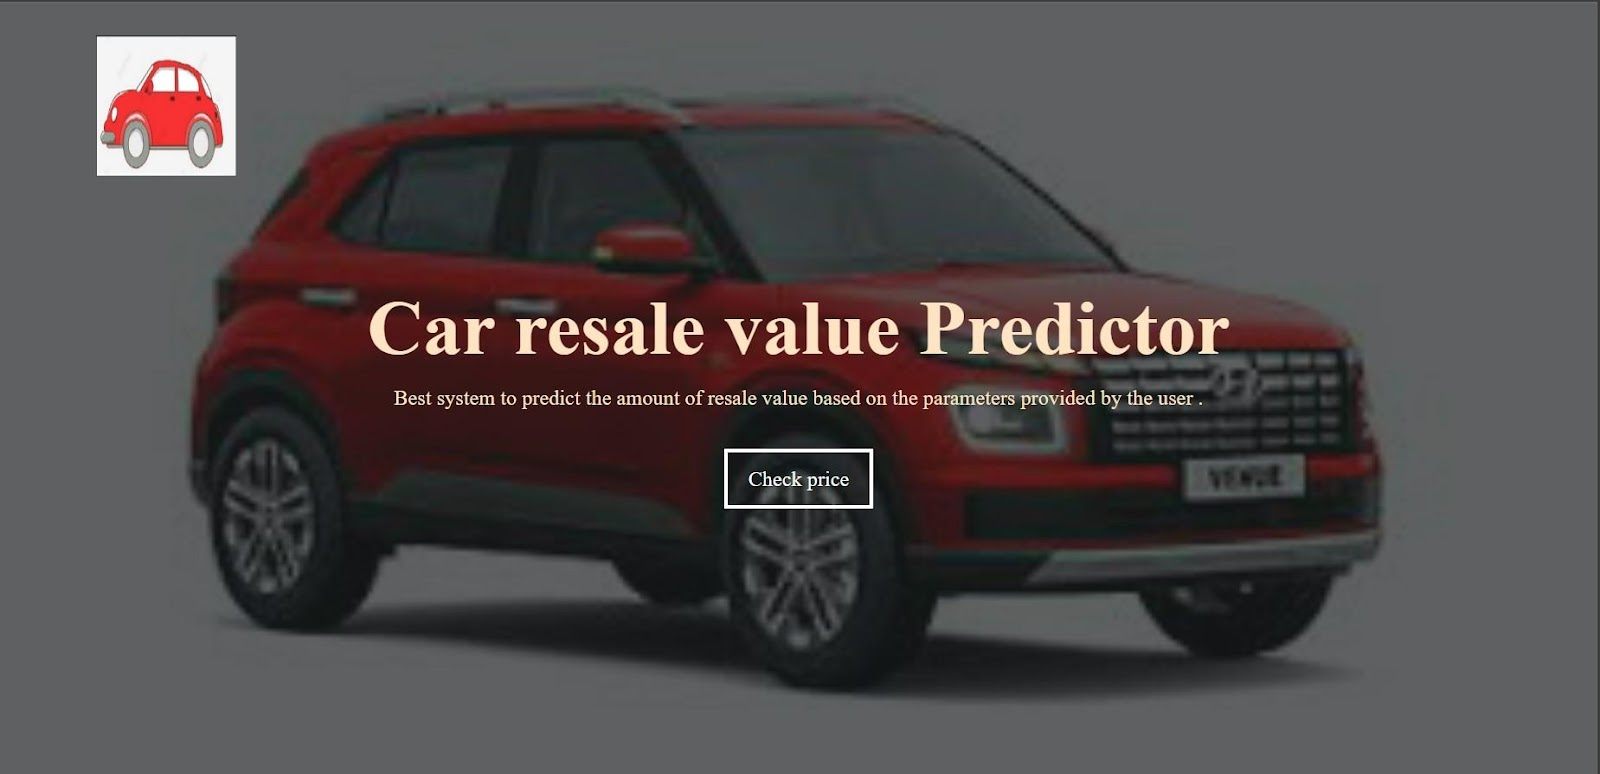 Car resale value Predictor
Best system to predict the amount of resale value based on the parameters provided by the user .
Check price
VENUE